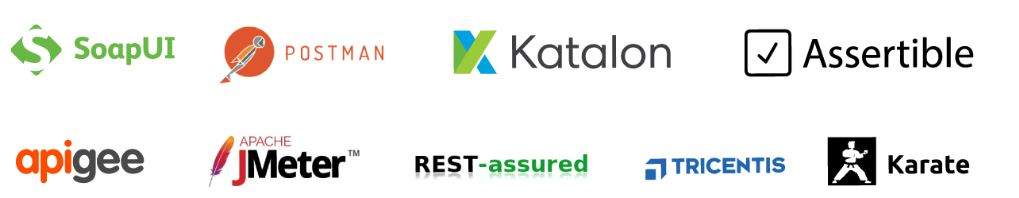 SoapUI
POSTMAN
Katalon
Assertible
apigee
APACHE
JMeter™
REST-assured
TRICENTIS
Karate